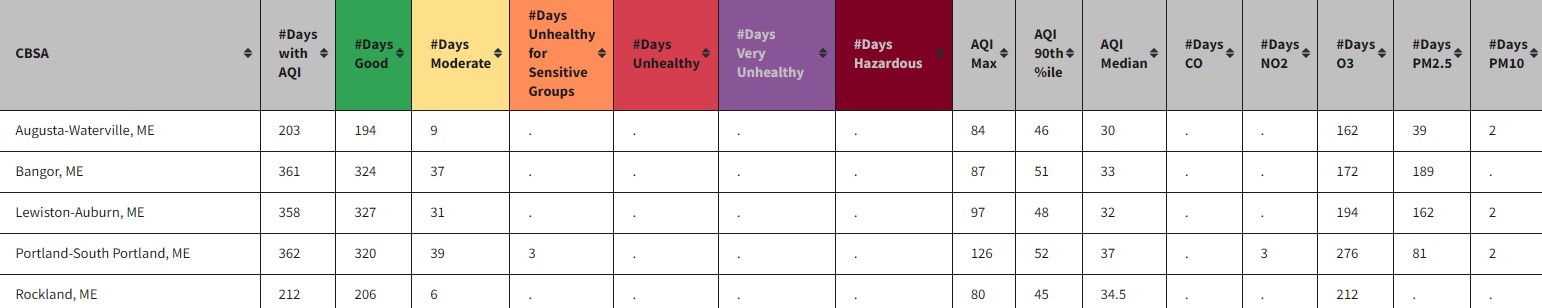 CBSA #Days with AQI #Days Good #Days Moderate #Days Unhealthy for Sensitive Groups #Days Unhealthy #Days Very Unhealthy #Days Hazardous AQI Max AQI 90th %ile AQI Median #Days CO #Days NO2 #Days O3 #Days PM2.5 #Days PM10
Augusta-Waterville, ME 203 194 9 . . . . 84 46 30 . . 162 39 2
Bangor, ME 361 324 37 . . . . 87 51 33 . . 172 189 .
Lewiston-Auburn, ME 358 327 31 . . . . 97 48 32 . . 194 162 2
Portland-South Portland, ME 362 320 39 3 . . . 126 52 37 . 3 276 81 2
Rockland, ME 212 206 6 . . . . 80 45 34.5 . . 212 . .